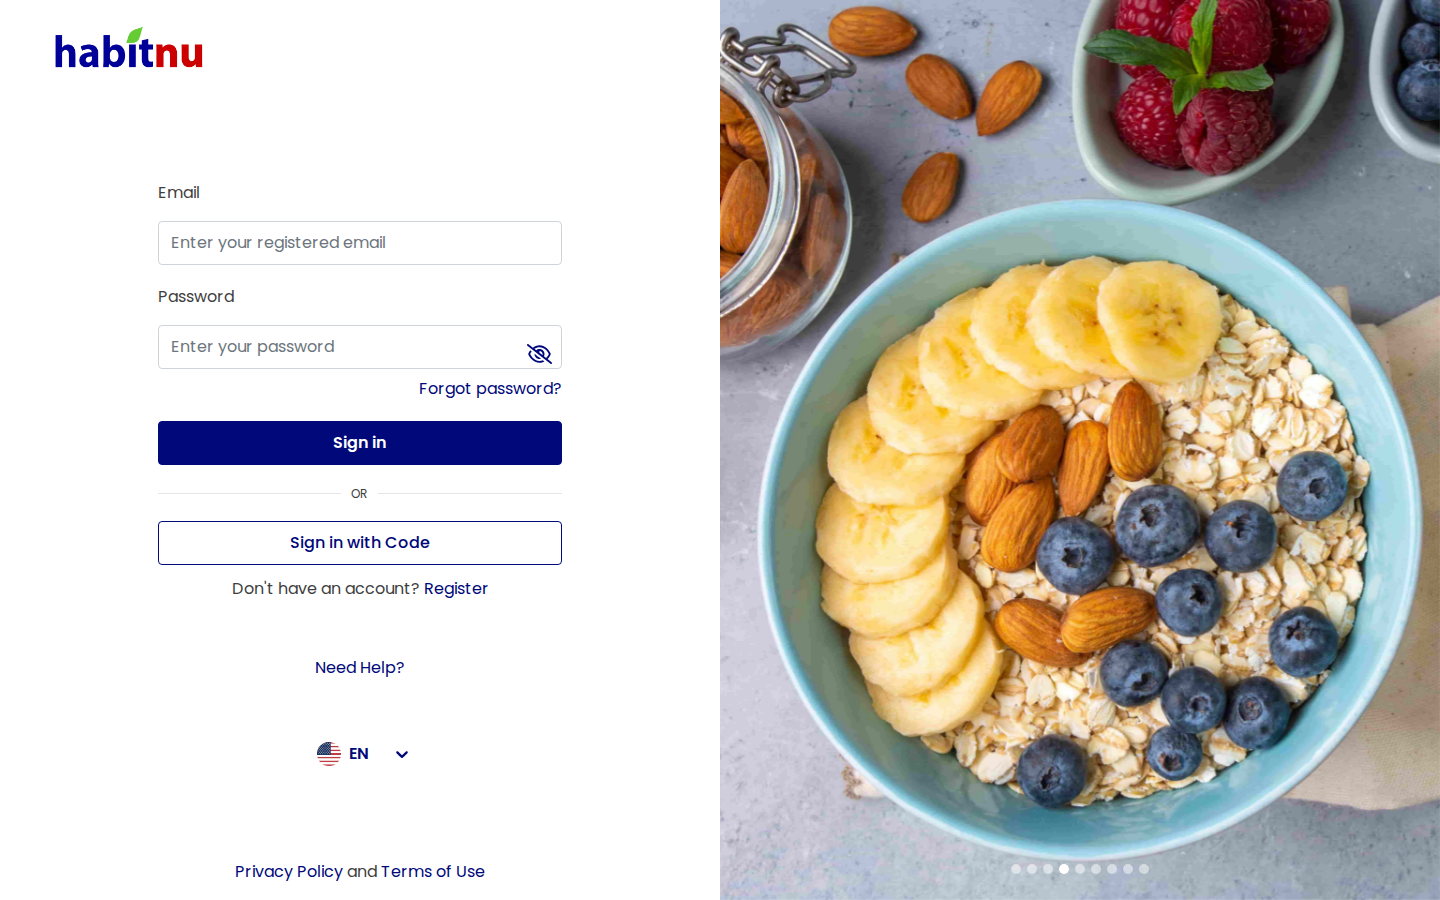 habitnu
Email
Enter your registered email
Password
Enter your password
Forgot password?
Sign in
OR
Sign in with Code
Don't have an account? Register
Need Help?
EN
Privacy Policy and Terms of Use